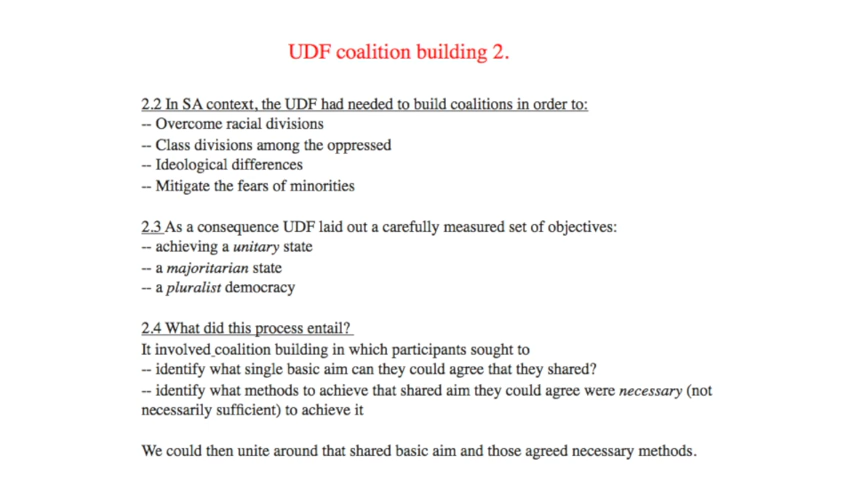 UDF coalition building 2.
2.2 In SA context, the UDF had needed to build coalitions in order to:
-- Overcome racial divisions
-- Class divisions among the oppressed
-- Ideological differences
-- Mitigate the fears of minorities
2.3 As a consequence UDF laid out a carefully measured set of objectives:
-- achieving a unitary state
-- a majoritarian state
-- a pluralist democracy
2.4 What did this process entail?
It involved coalition building in which participants sought to
-- identify what single basic aim can they could agree that they shared?
-- identify what methods to achieve that shared aim they could agree were necessary (not
necessarily sufficient) to achieve it
We could then unite around that shared basic aim and those agreed necessary methods.